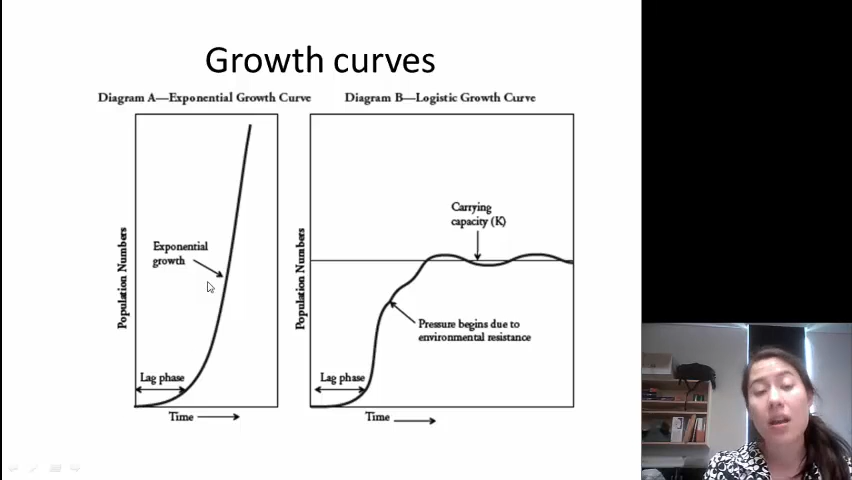 Growth curves
Diagram A—Exponential Growth Curve
Population Numbers
Exponential
growth
Lag phase
Time
Diagram B—Logistic Growth Curve
Population Numbers
Carrying
capacity (K)
Pressure begins due to
environmental resistance
Lag phase
Time